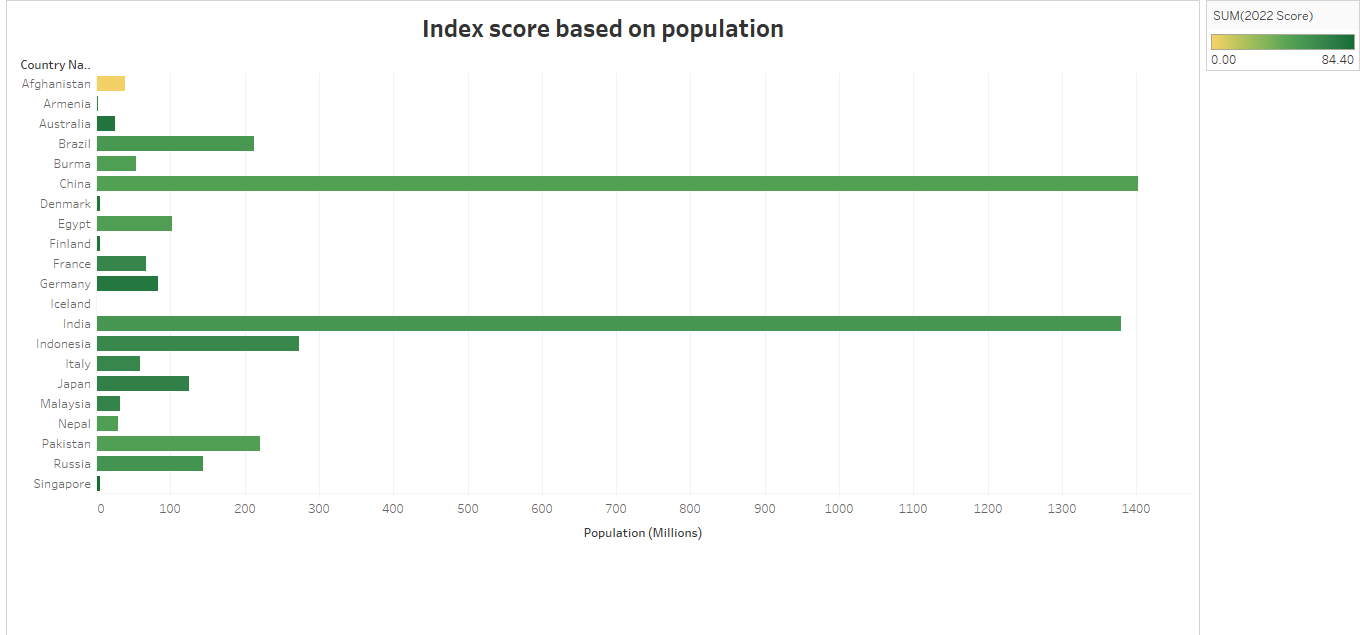 Index score based on population
SUM(2022 Score)
0.00 84.40
Country Na..
Afghanistan
Armenia
Australia
Brazil
Burma
China
Denmark
Egypt
Finland
France
Germany
Iceland
India
Indonesia
Italy
Japan
Malaysia
Nepal
Pakistan
Russia
Singapore
0 100 200 300 400 500 600 700 800 900 1000 1100 1200 1300 1400
Population (Millions)